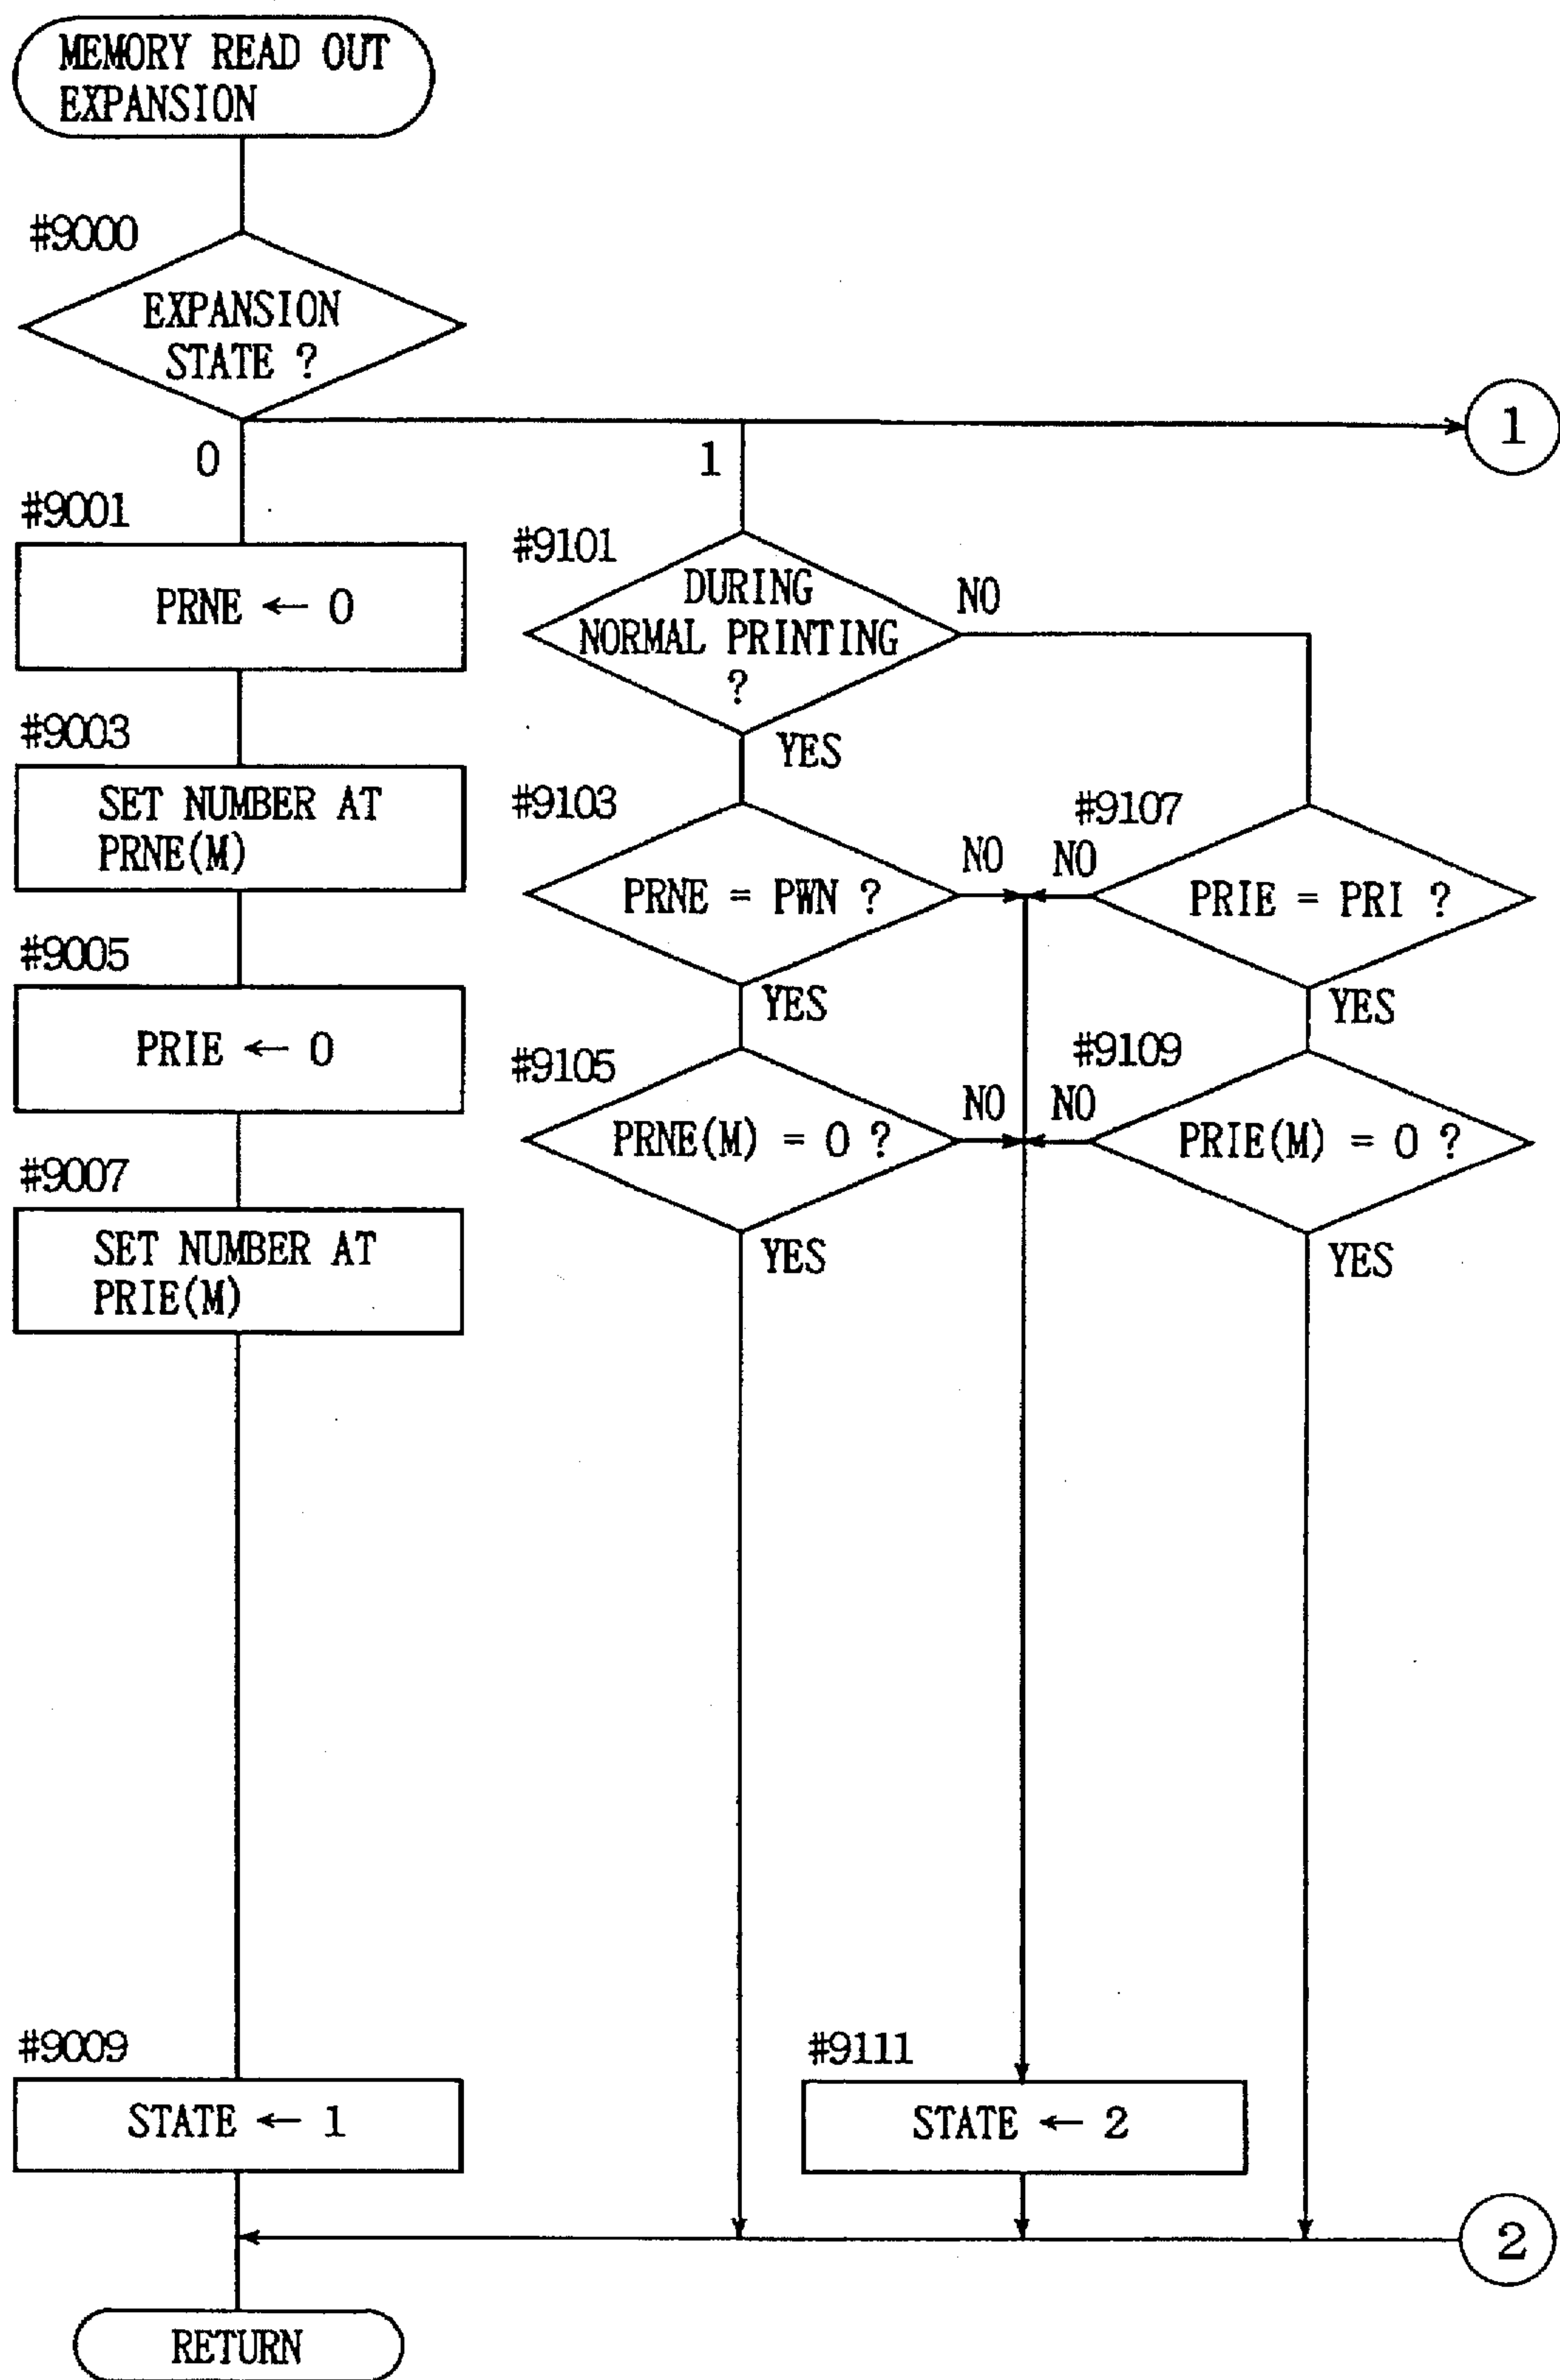 MEMORY READ OUT
EXPANSION
#9000
EXPANSION
STATE ?
1
0
1
#9001
PRNE ← 0
#9101
DURING
NORMAL PRINTING
?
NO
YES
#9003
SET NUMBER AT
PRNE(M)
#9103
PRNE = PWN ?
NO
YES
#9107
NO
PRIE = PRI ?
YES
#9005
PRIE ← 0
#9105
PRNE(M) = 0 ?
NO
YES
#9109
NO
PRIE(M) = 0 ?
YES
#9007
SET NUMBER AT
PRIE(M)
#9009
STATE ← 1
#9111
STATE ← 2
2
RETURN